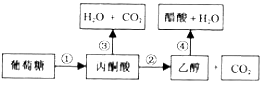 H₂O + CO₂ 醋酸+H₂O
③ ④
葡萄糖 ① 丙酮酸 ② 乙醇 + CO₂